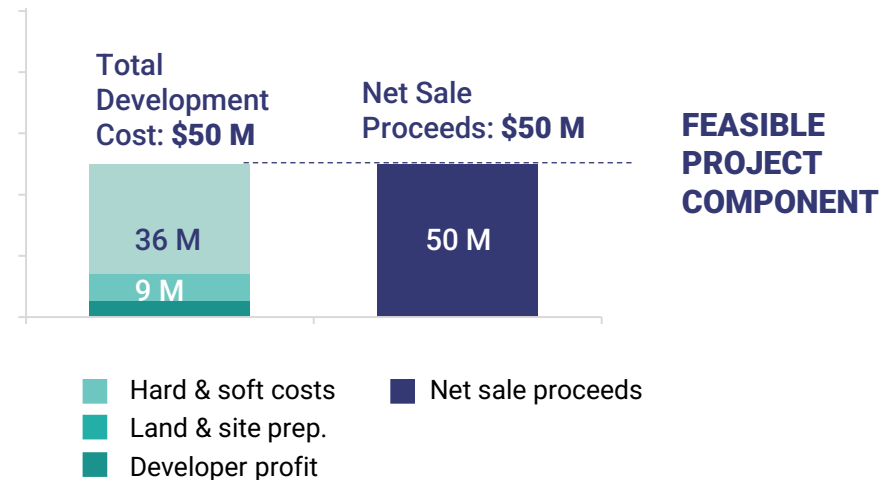 Total
Development
Cost: $50 M
Net Sale
Proceeds: $50 M
FEASIBLE
PROJECT
COMPONENT
36 M
50 M
9 M
Hard & soft costs
Net sale proceeds
Land & site prep.
Developer profit